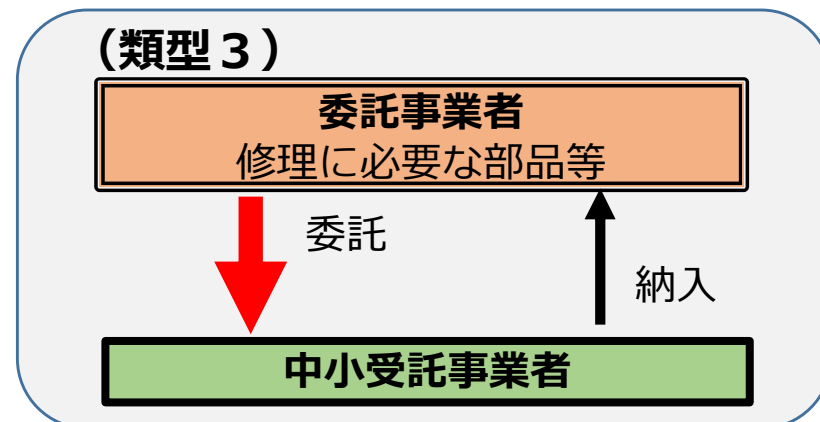 （類型３）
委託事業者
修理に必要な部品等
委託
納入
中小受託事業者